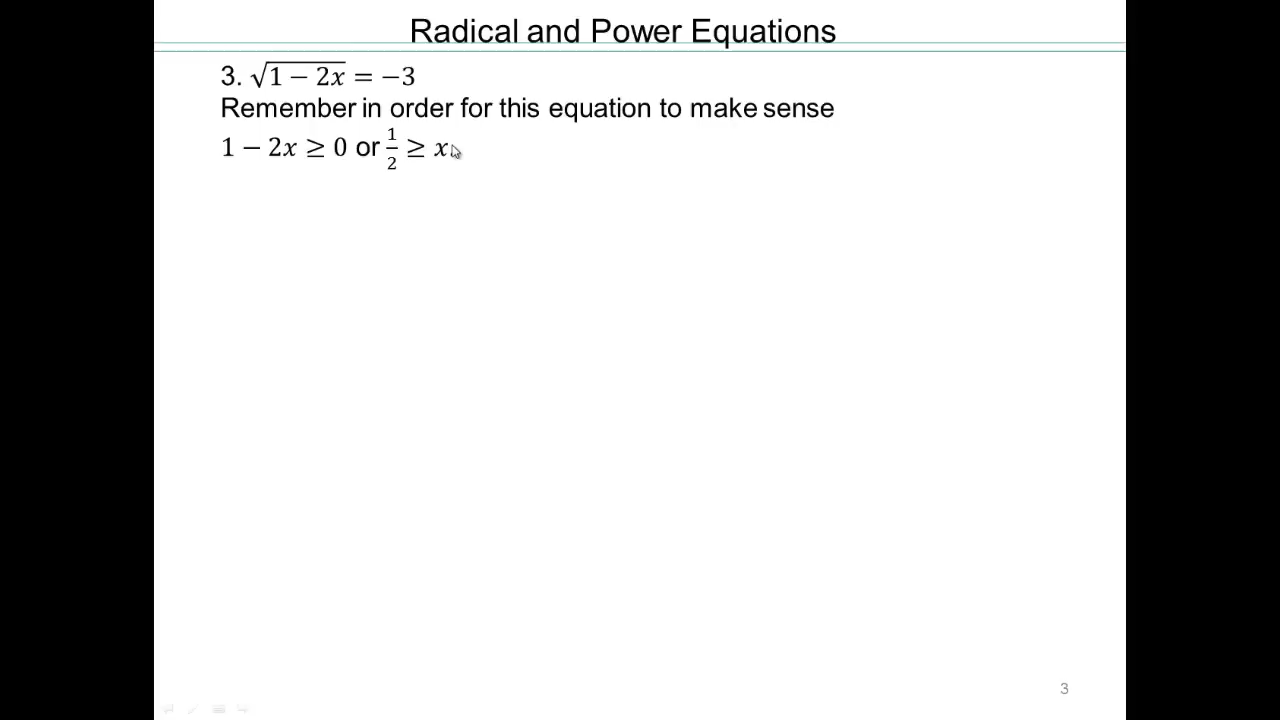 Radical and Power Equations
3. √(1 − 2x) = −3
Remember in order for this equation to make sense
1 − 2x ≥ 0 or 1/2 ≥ x
3